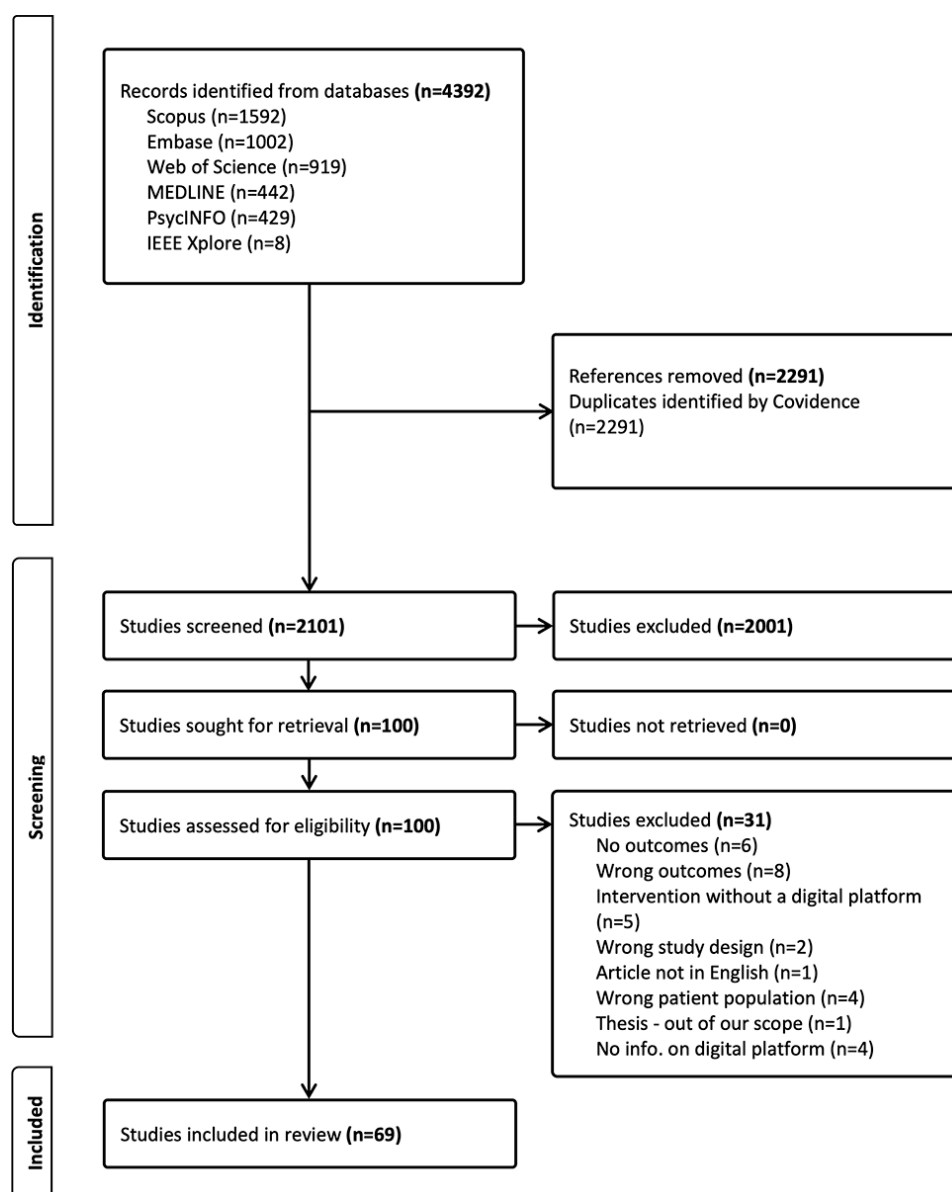 Identification
Records identified from databases (n=4392)
Scopus (n=1592)
Embase (n=1002)
Web of Science (n=919)
MEDLINE (n=442)
PsycINFO (n=429)
IEEE Xplore (n=8)
References removed (n=2291)
Duplicates identified by Covidence
(n=2291)
Screening
Studies screened (n=2101)
Studies excluded (n=2001)
Studies sought for retrieval (n=100)
Studies not retrieved (n=0)
Studies assessed for eligibility (n=100)
Studies excluded (n=31)
No outcomes (n=6)
Wrong outcomes (n=8)
Intervention without a digital platform
(n=5)
Wrong study design (n=2)
Article not in English (n=1)
Wrong patient population (n=4)
Thesis - out of our scope (n=1)
No info. on digital platform (n=4)
Included
Studies included in review (n=69)